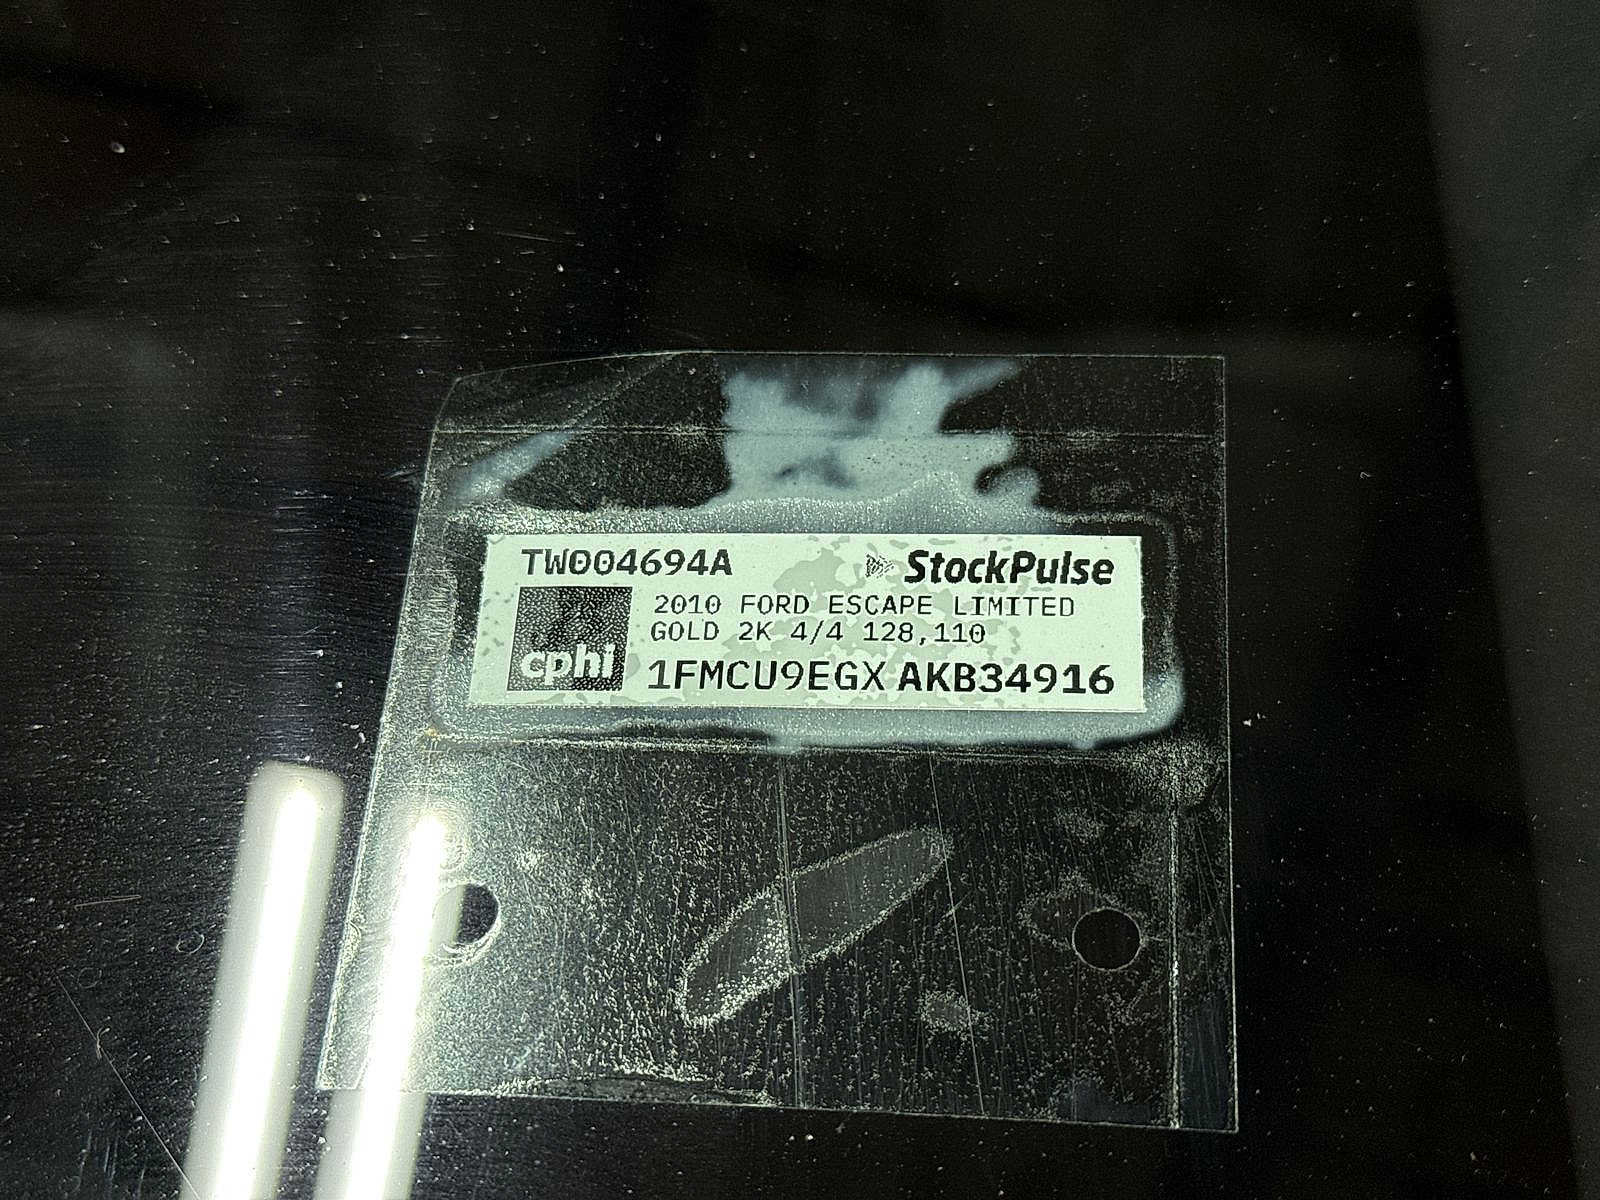 TW004694A StockPulse
2010 FORD ESCAPE LIMITED
GOLD 2K 4/4 128,110
cphi
1FMCU9EGX AKB34916